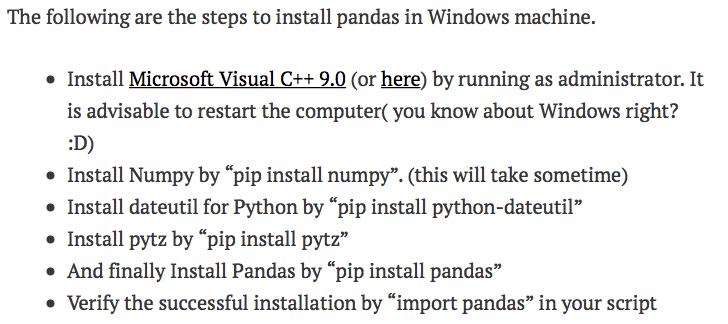 The following are the steps to install pandas in Windows machine.
• Install Microsoft Visual C++ 9.0 (or here) by running as administrator. It
is advisable to restart the computer( you know about Windows right?
:D)
• Install Numpy by “pip install numpy”. (this will take sometime)
• Install dateutil for Python by “pip install python-dateutil”
• Install pytz by “pip install pytz”
• And finally Install Pandas by “pip install pandas”
• Verify the successful installation by “import pandas” in your script